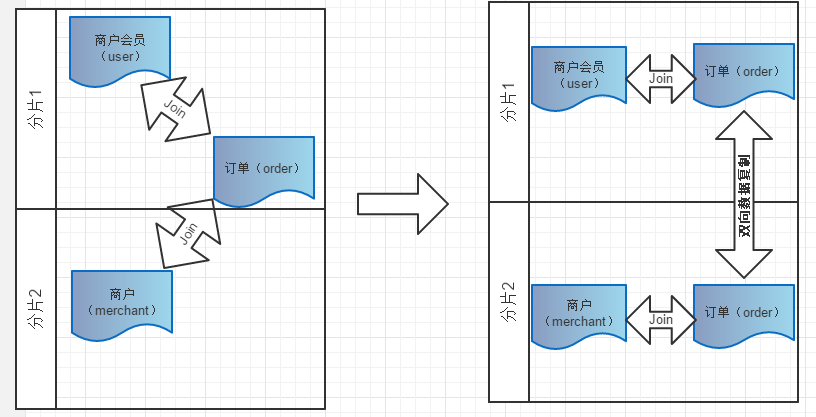 分片1
商户会员
（user）
Join
订单（order）
Join
分片2
商户
（merchant）
分片1
商户会员
（user）
Join
订单（order）
双向数据复制
分片2
商户
（merchant）
Join
订单（order）